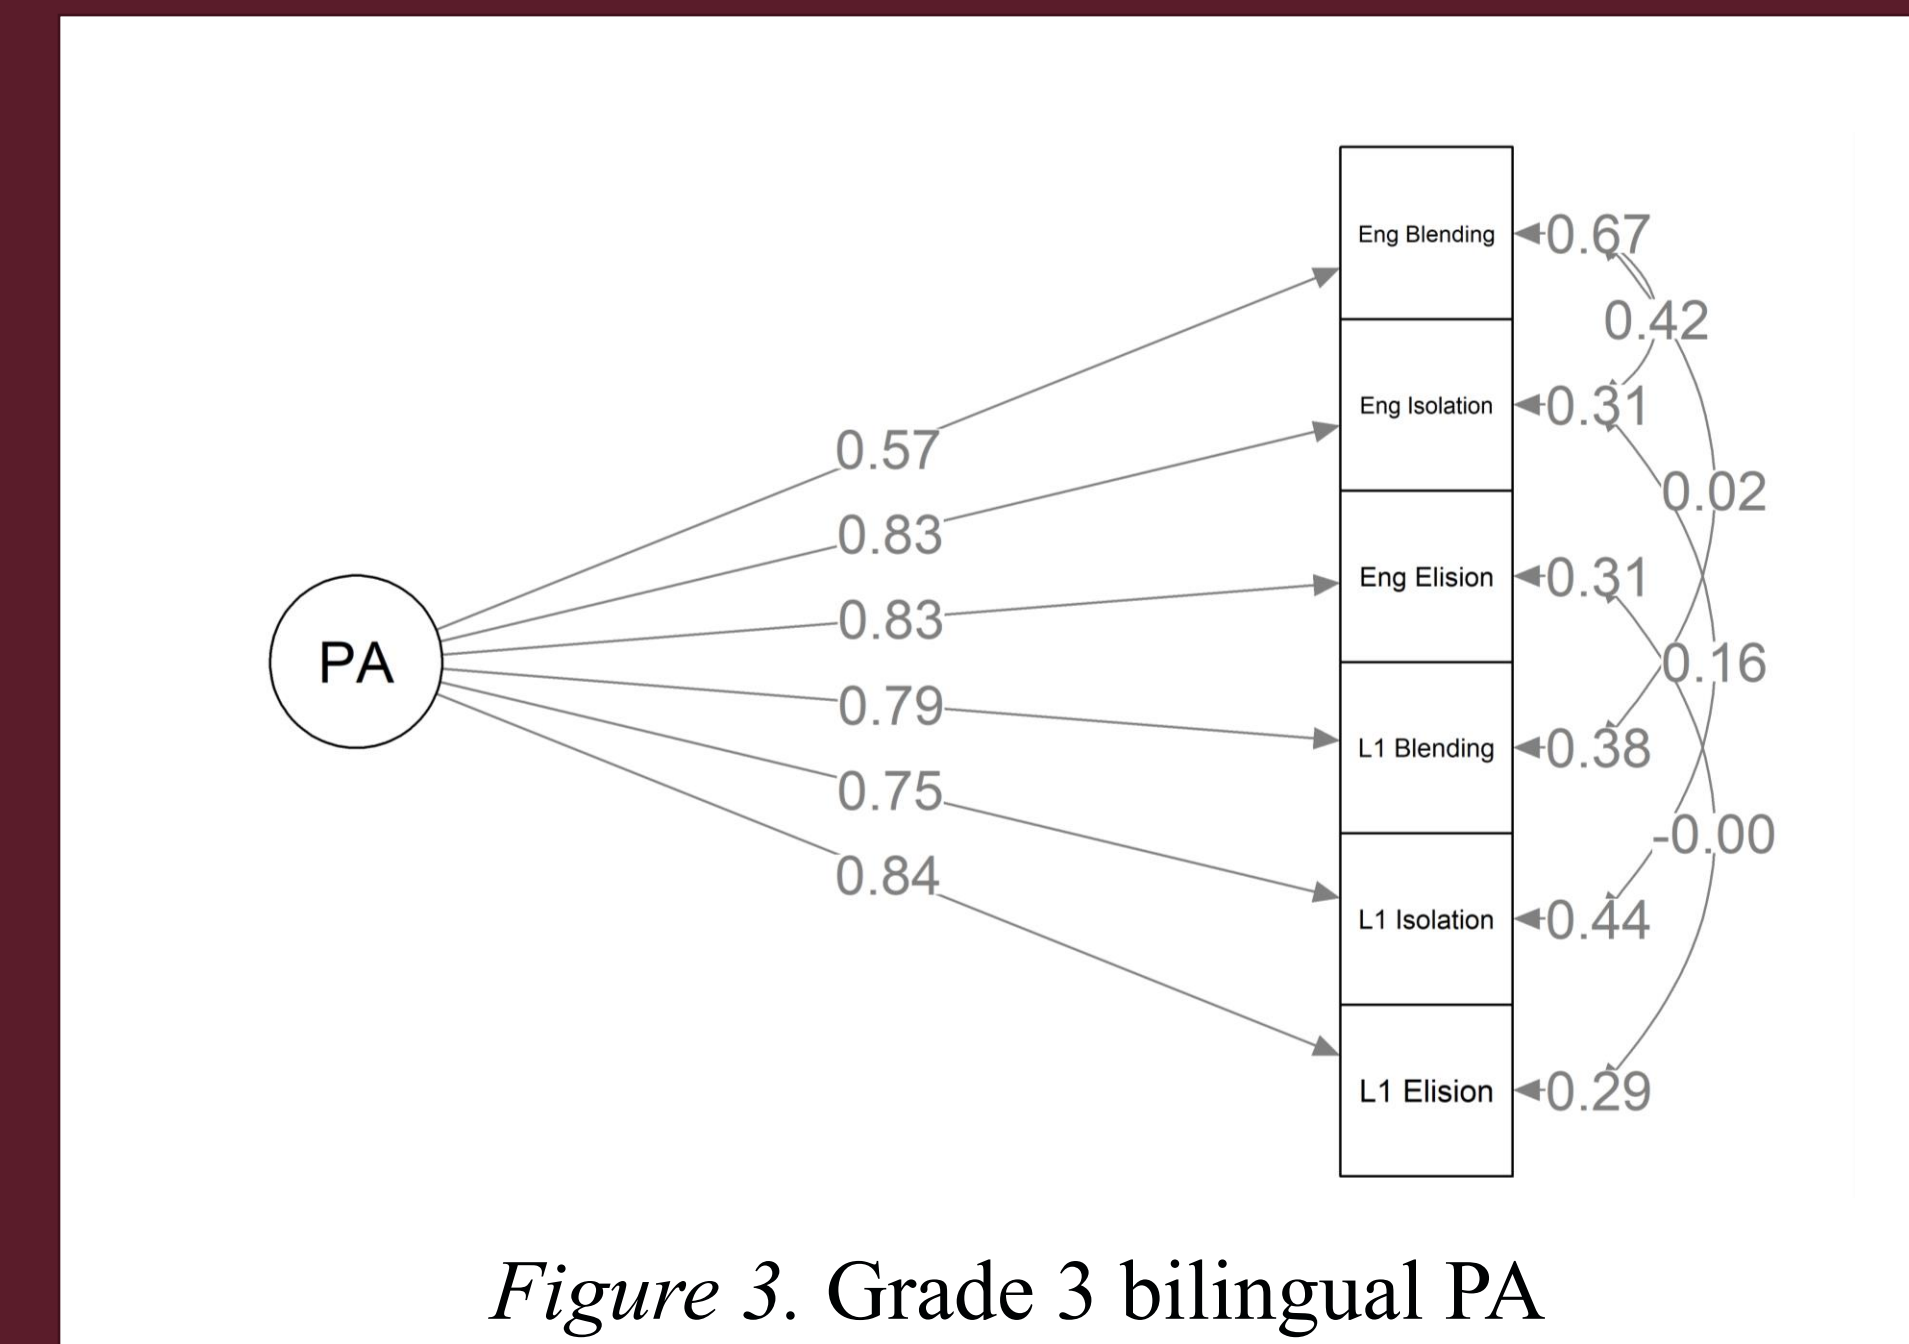 Eng Blending
0.67
0.42
Eng Isolation
0.31
0.57
0.02
0.83
Eng Elision
0.31
0.83
PA
0.16
0.79
L1 Blending
0.38
0.75
-0.00
0.84
L1 Isolation
0.44
L1 Elision
0.29
Figure 3. Grade 3 bilingual PA